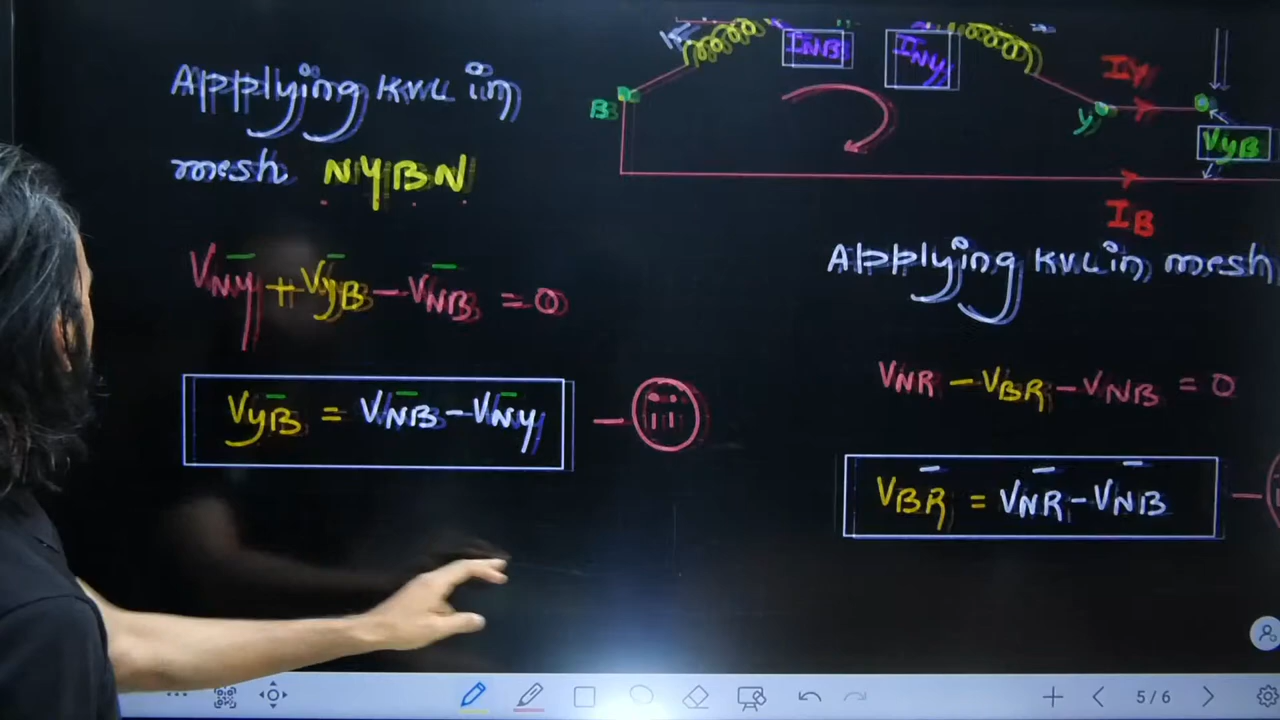 Applying KVL in
mesh NYBN
VNY + VYB - VNB = 0
VYB = VNB - VNY - ii
INB
INY
B
Y
IY
VYB
IB
Applying KVL in mesh
VNR - VBR - VNB = 0
VBR = VNR - VNB -
5/6